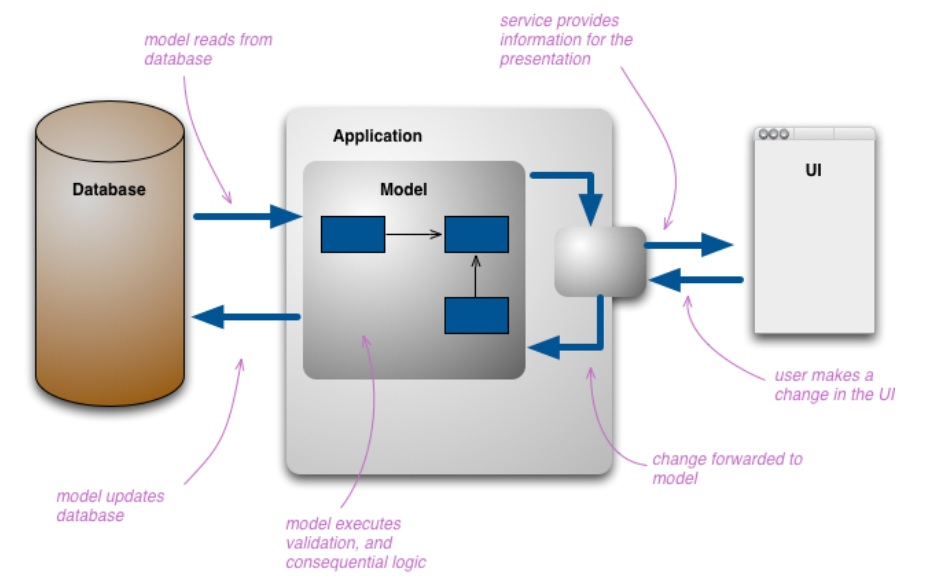 model reads from
database
service provides
information for the
presentation
Application
Database
Model
UI
user makes a
change in the UI
change forwarded to
model
model updates
database
model executes
validation, and
consequential logic